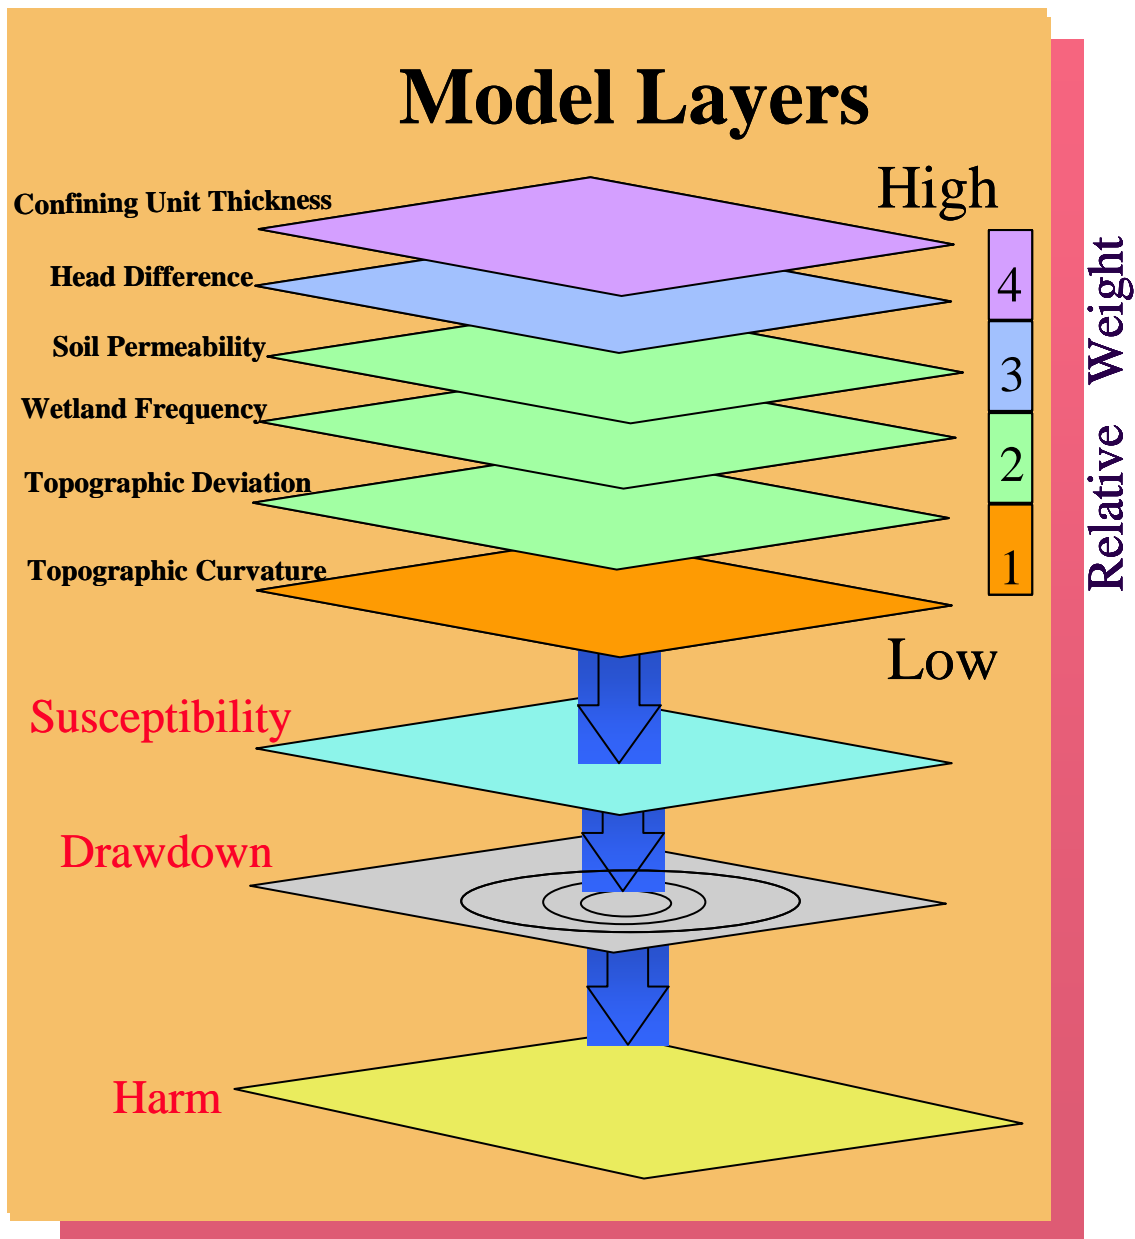 Model Layers
High
Confining Unit Thickness
Head Difference
Soil Permeability
Wetland Frequency
Topographic Deviation
Topographic Curvature
4
3
2
1
Low
Relative Weight
Susceptibility
Drawdown
Harm